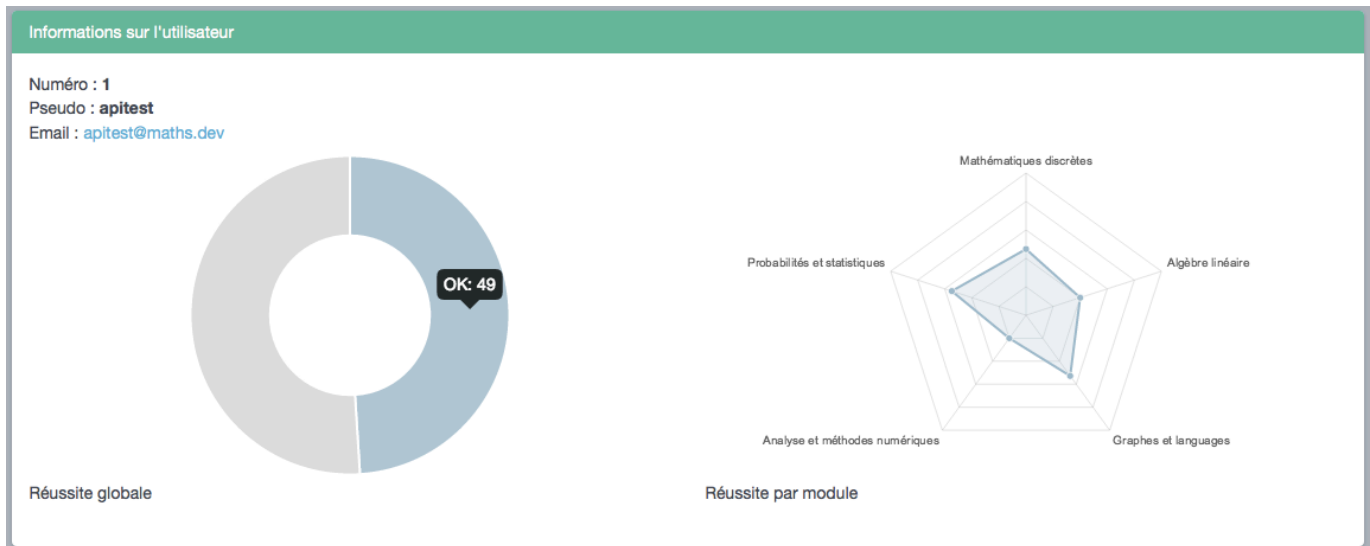 Informations sur l'utilisateur
Numéro : 1
Pseudo : apitest
Email : apitest@maths.dev
OK: 49
Réussite globale
Mathématiques discrètes
Probabilités et statistiques
Algèbre linéaire
Analyse et méthodes numériques
Graphes et languages
Réussite par module